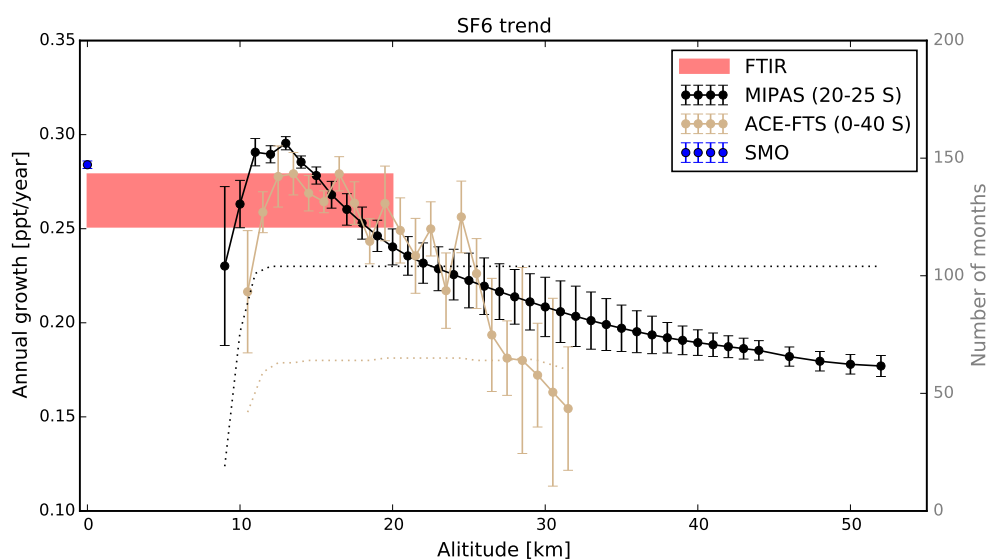 SF6 trend
0.35
0.30
0.25
0.20
0.15
0.10
Annual growth [ppt/year]
200
150
100
50
0
Number of months
FTIR
MIPAS (20-25 S)
ACE-FTS (0-40 S)
SMO
0 10 20 30 40 50
Alititude [km]